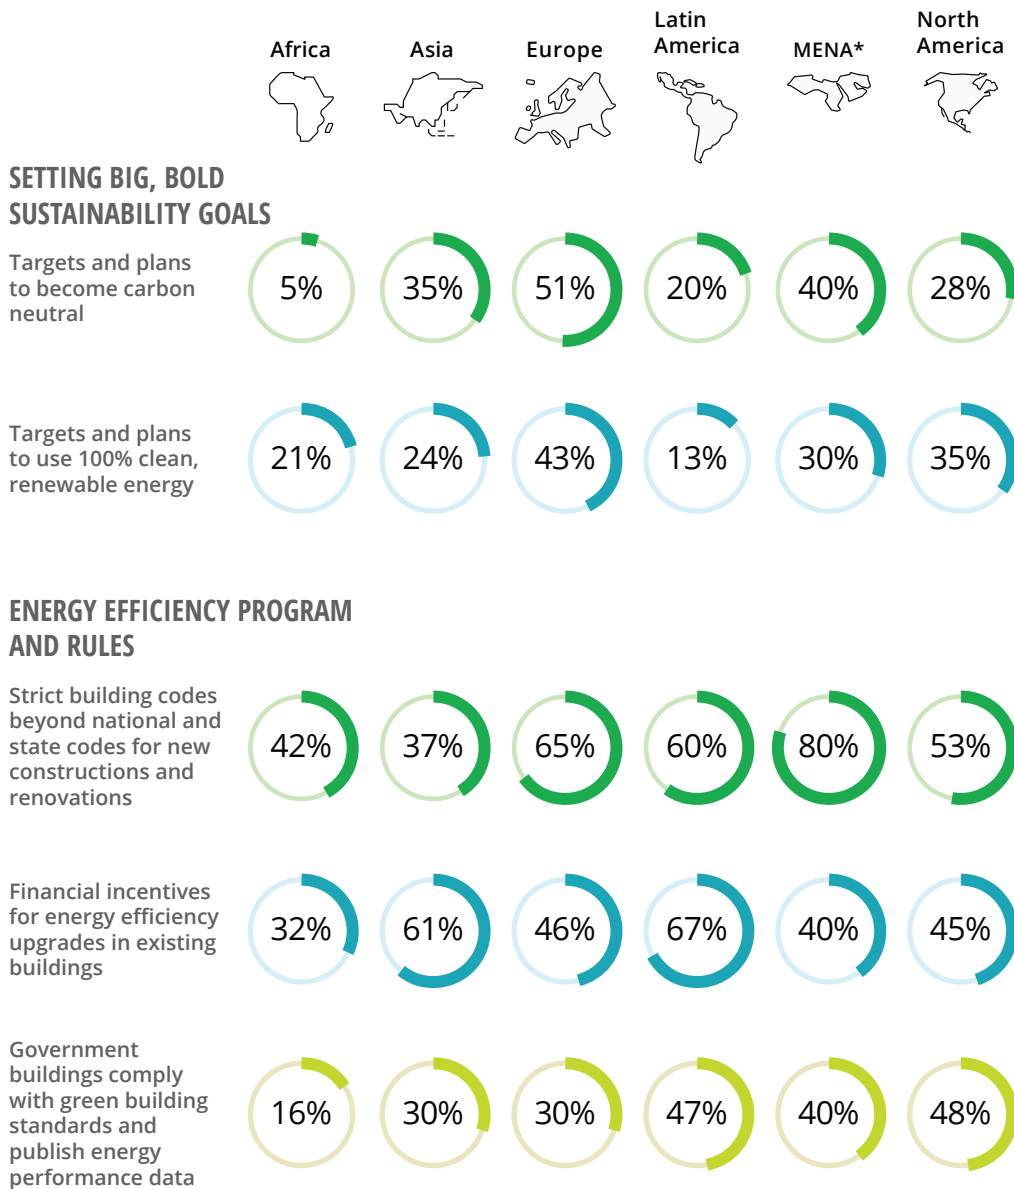 Africa
Asia
Europe
Latin
America
MENA*
North
America
SETTING BIG, BOLD
SUSTAINABILITY GOALS
Targets and plans
to become carbon
neutral
5%
35%
51%
20%
40%
28%
Targets and plans
to use 100% clean,
renewable energy
21%
24%
43%
13%
30%
35%
ENERGY EFFICIENCY PROGRAM
AND RULES
Strict building codes
beyond national and
state codes for new
constructions and
renovations
42%
37%
65%
60%
80%
53%
Financial incentives
for energy efficiency
upgrades in existing
buildings
32%
61%
46%
67%
40%
45%
Government
buildings comply
with green building
standards and
publish energy
performance data
16%
30%
30%
47%
40%
48%